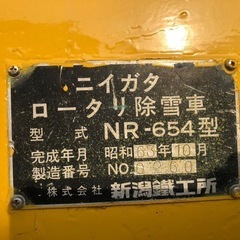 ニイガタ
ロータリ除雪車
型式 NR-654型
完成年月 昭和63年10月
製造番号 NO.
株式会社 新潟鐵工所